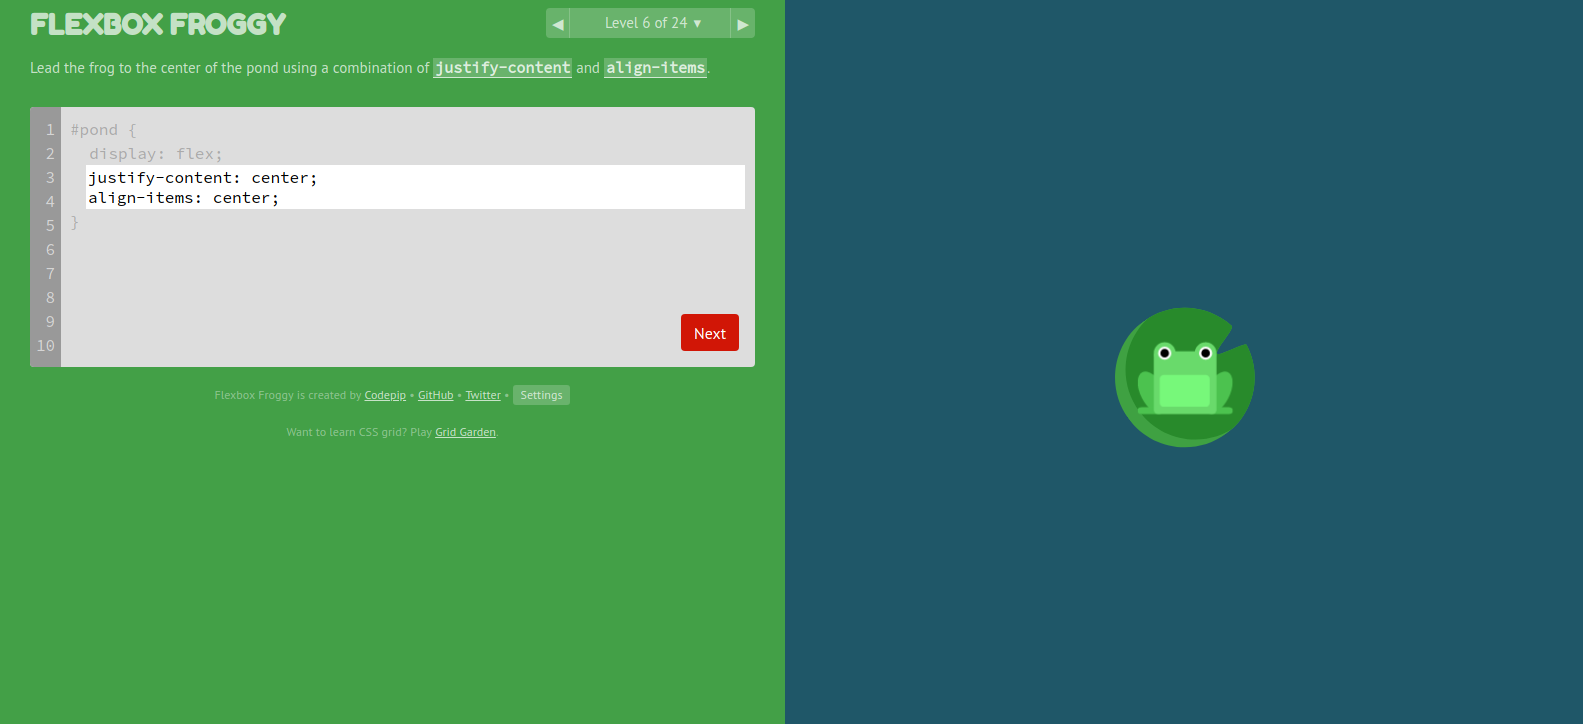 FLEXBOX FROGGY
◀ Level 6 of 24 ▼ ▶
Lead the frog to the center of the pond using a combination of justify-content and align-items.
1 #pond {
2 display: flex;
3 justify-content: center;
4 align-items: center;
5 }
6
7
8
9
10
Next
Flexbox Froggy is created by Codepip • GitHub • Twitter • Settings
Want to learn CSS grid? Play Grid Garden.